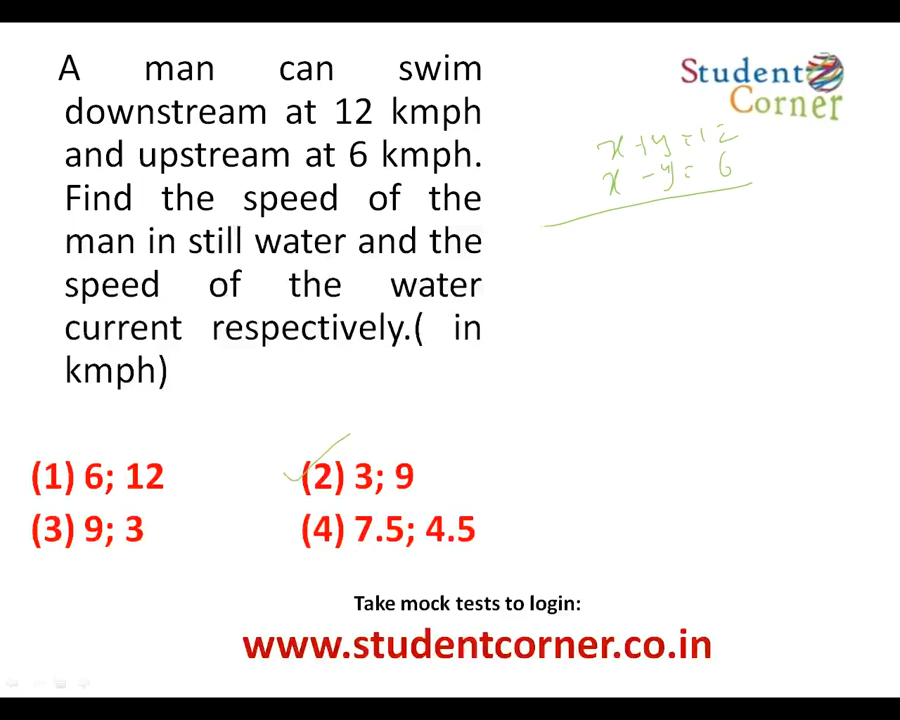 A man can swim
downstream at 12 kmph
and upstream at 6 kmph.
Find the speed of the
man in still water and the
speed of the water
current respectively.( in
kmph)
Student
Corner
x + y = 12
x - y = 6
(1) 6; 12 (2) 3; 9
(3) 9; 3 (4) 7.5; 4.5
Take mock tests to login:
www.studentcorner.co.in